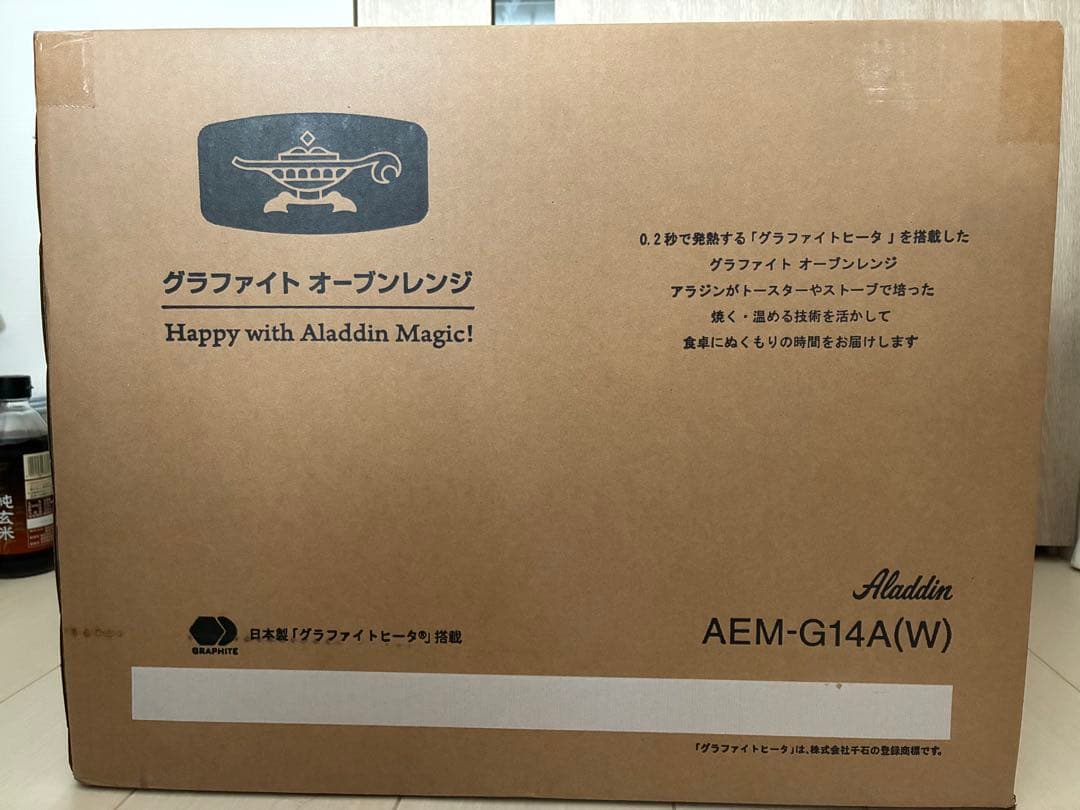 グラファイト オーブンレンジ
Happy with Aladdin Magic!
0.2秒で発熱する「グラファイトヒータ」を搭載した
グラファイト オーブンレンジ
アラジンがトースターやストーブで培った
焼く・温める技術を活かして
食卓にぬくもりの時間をお届けします
Aladdin
AEM-G14A(W)
GRAPHITE
日本製「グラファイトヒータ®」搭載
「グラファイトヒータ」は、株式会社千石の登録商標です。
純玄米